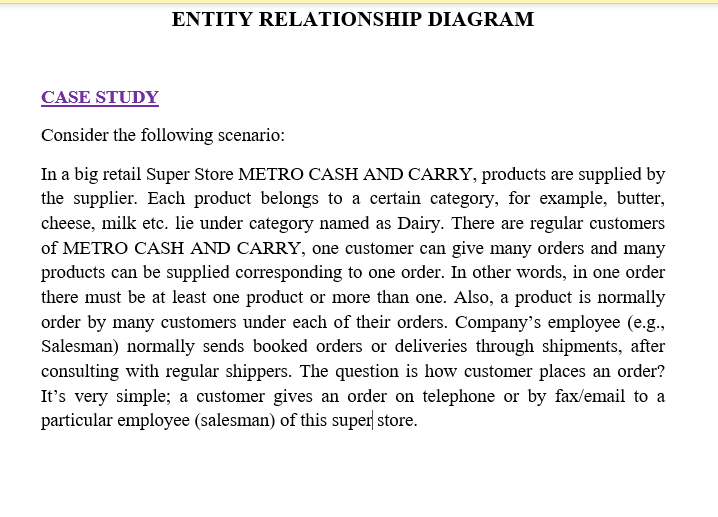 ENTITY RELATIONSHIP DIAGRAM
CASE STUDY
Consider the following scenario:
In a big retail Super Store METRO CASH AND CARRY, products are supplied by
the supplier. Each product belongs to a certain category, for example, butter,
cheese, milk etc. lie under category named as Dairy. There are regular customers
of METRO CASH AND CARRY, one customer can give many orders and many
products can be supplied corresponding to one order. In other words, in one order
there must be at least one product or more than one. Also, a product is normally
order by many customers under each of their orders. Company’s employee (e.g.,
Salesman) normally sends booked orders or deliveries through shipments, after
consulting with regular shippers. The question is how customer places an order?
It’s very simple; a customer gives an order on telephone or by fax/email to a
particular employee (salesman) of this super store.